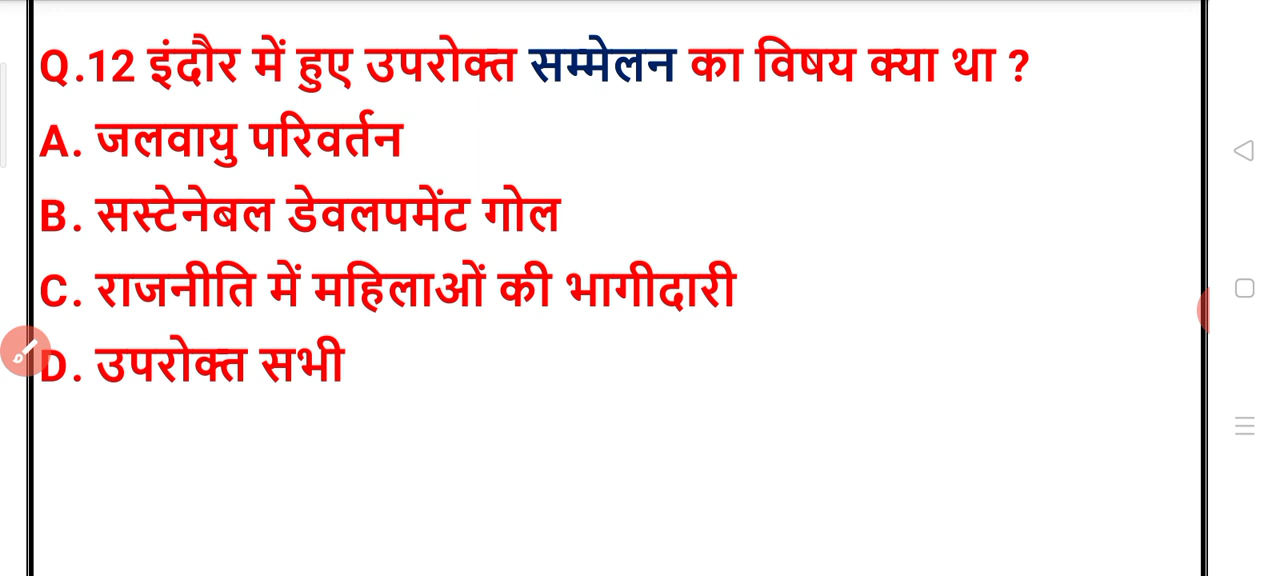 Q.12 इंदौर में हुए उपरोक्त सम्मेलन का विषय क्या था ?
A. जलवायु परिवर्तन
B. सस्टेनेबल डेवलपमेंट गोल
C. राजनीति में महिलाओं की भागीदारी
D. उपरोक्त सभी